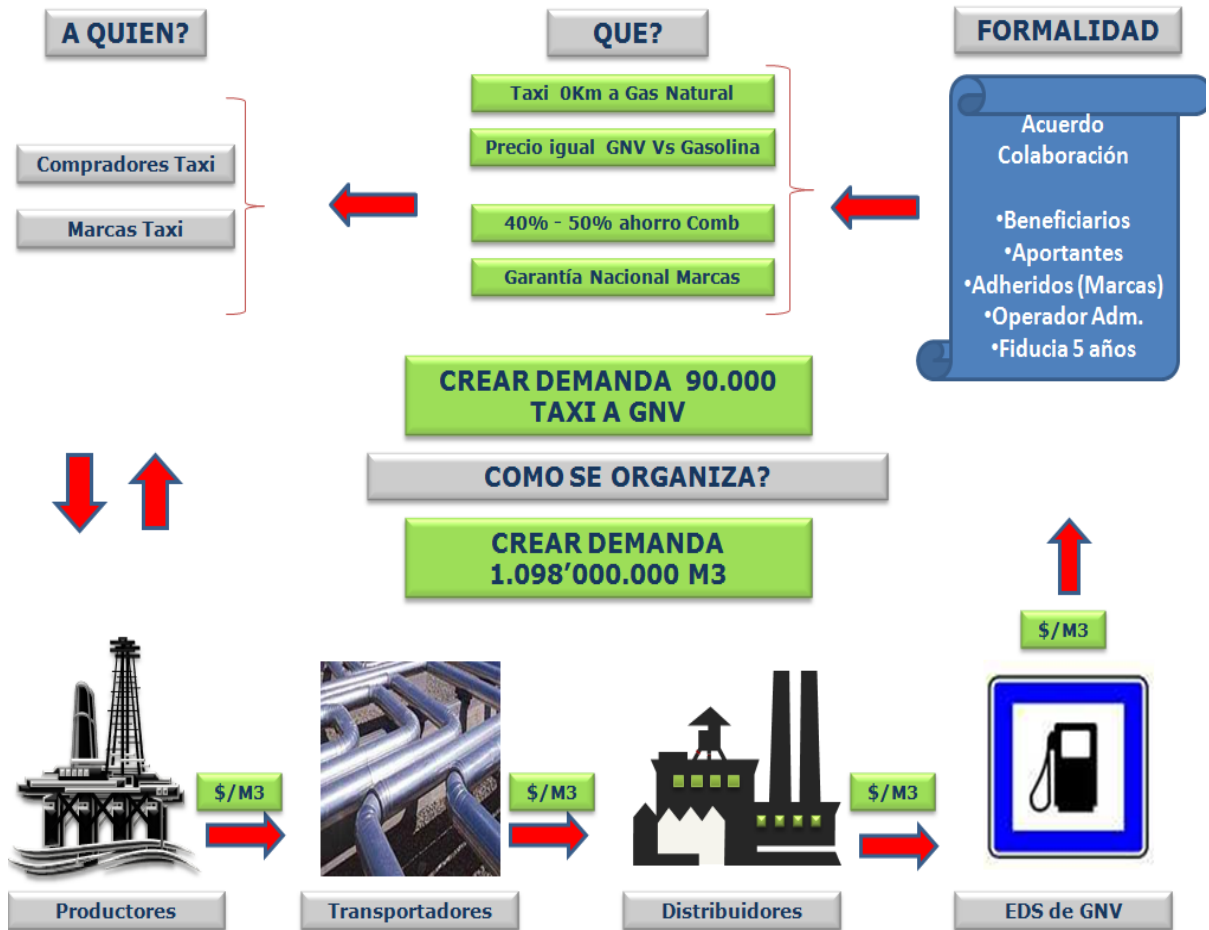 A QUIEN?
QUE?
FORMALIDAD
Compradores Taxi
Marcas Taxi
Taxi 0Km a Gas Natural
Precio igual GNV Vs Gasolina
40% - 50% ahorro Comb
Garantía Nacional Marcas
Acuerdo
Colaboración
•Beneficiarios
•Aportantes
•Adheridos (Marcas)
•Operador Adm.
•Fiducia 5 años
CREAR DEMANDA 90.000
TAXI A GNV
COMO SE ORGANIZA?
CREAR DEMANDA
1.098’000.000 M3
$/M3
$/M3
$/M3
$/M3
Productores
Transportadores
Distribuidores
EDS de GNV